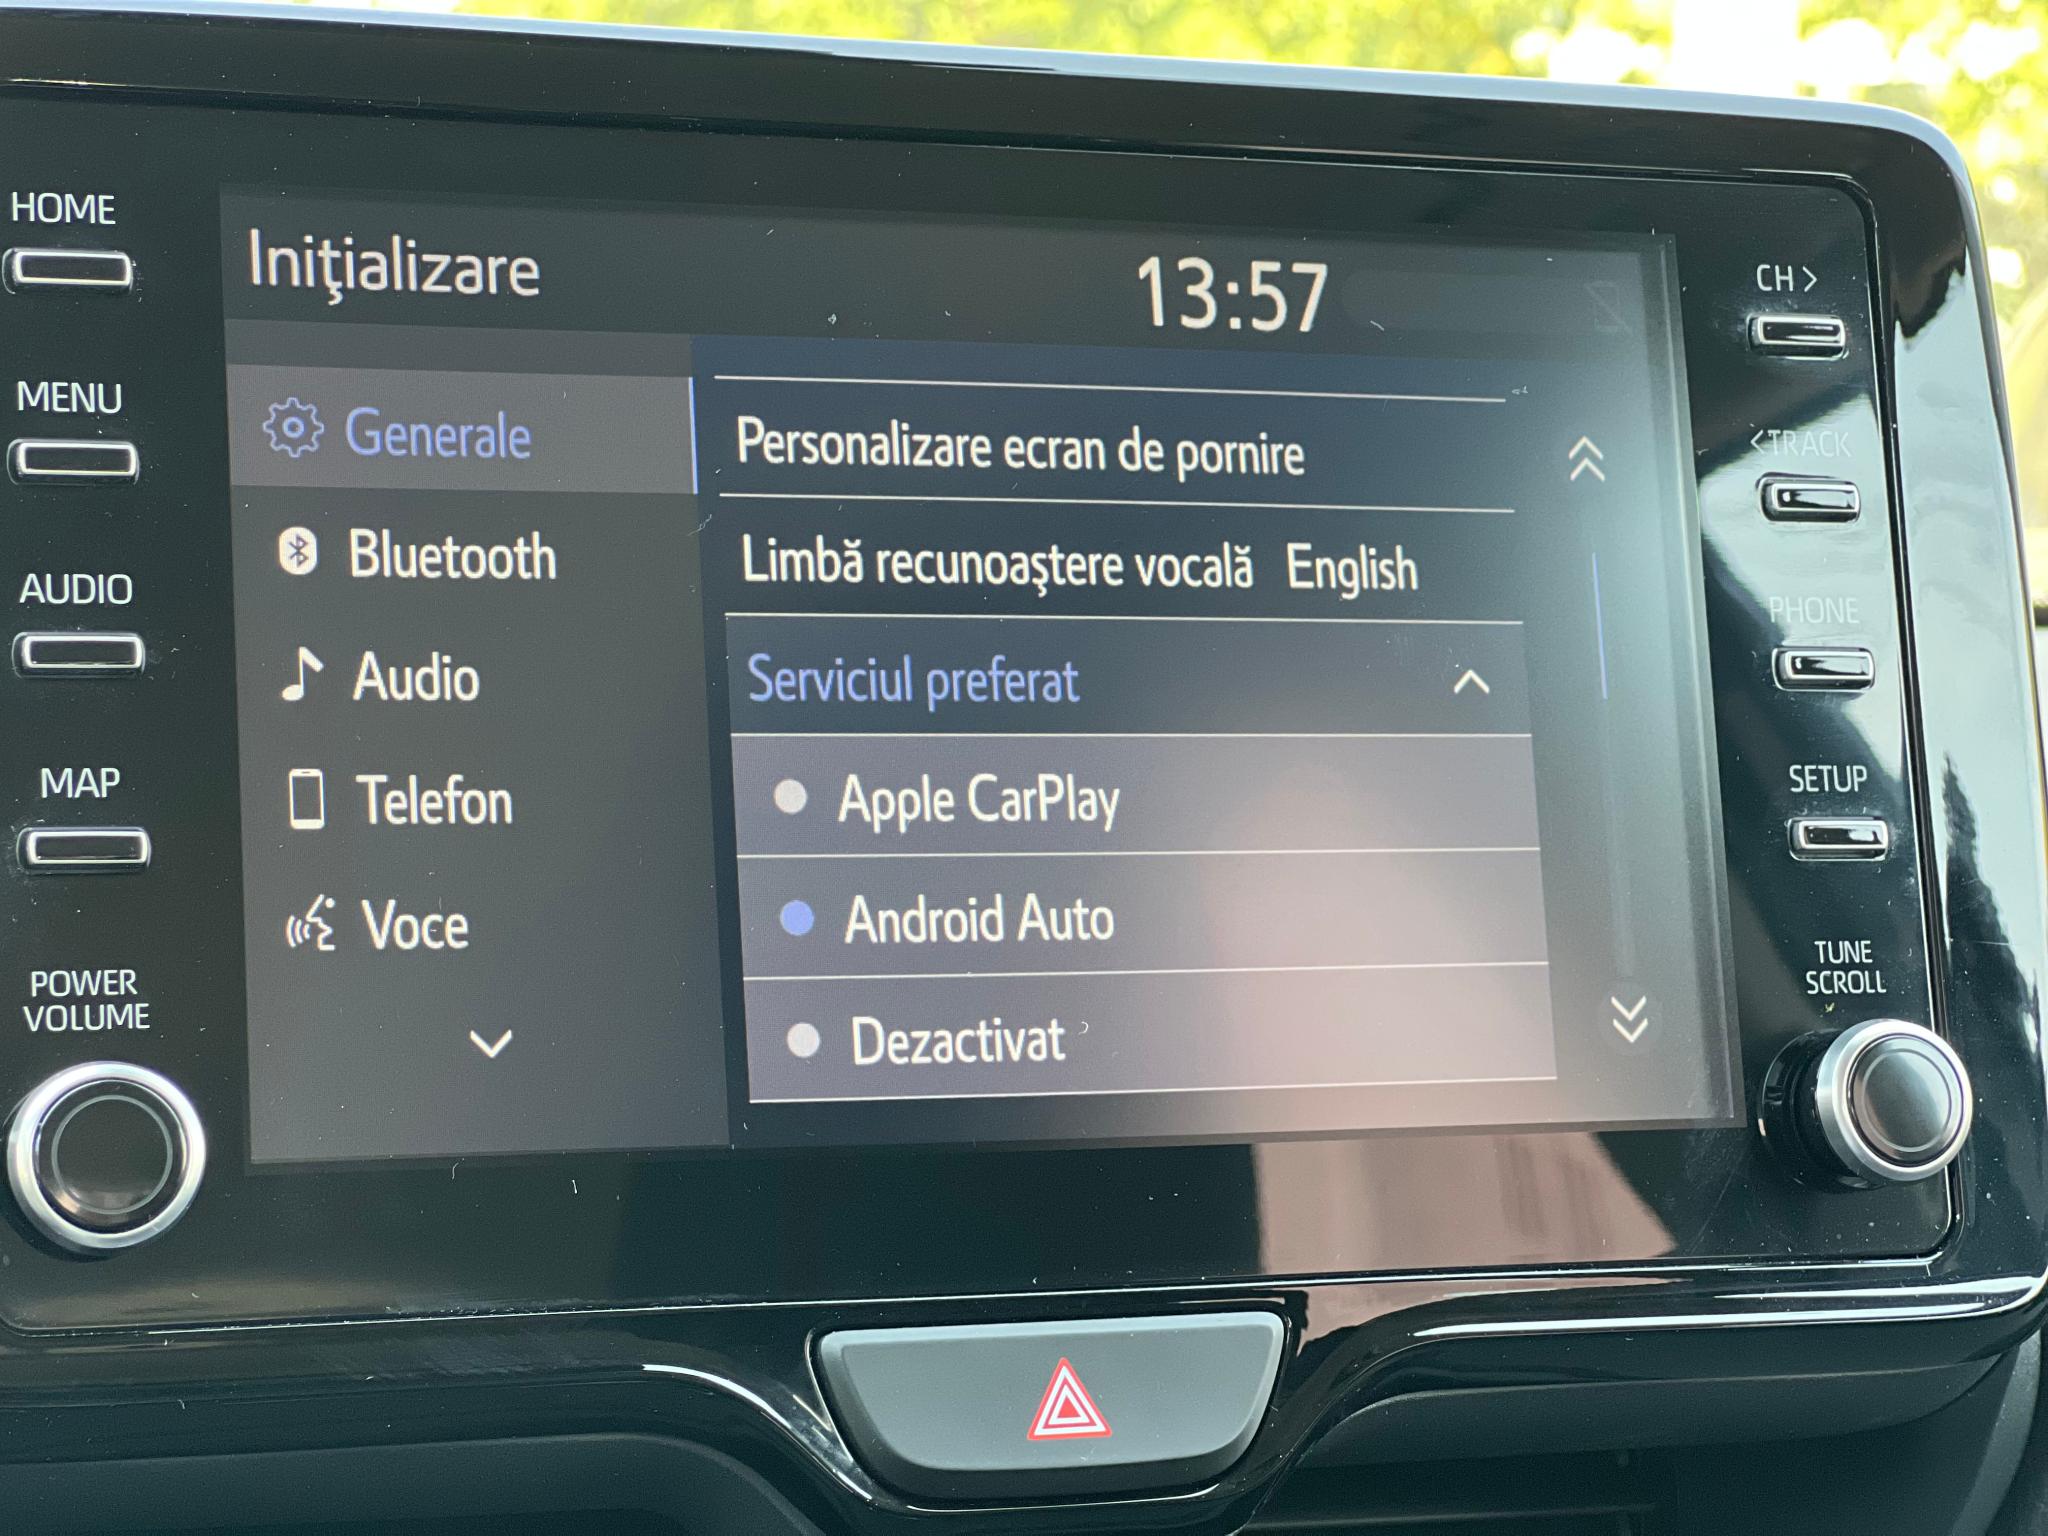 HOME
MENU
AUDIO
MAP
POWER
VOLUME
Iniţializare
13:57
Generale
Bluetooth
Audio
Telefon
Voce
Personalizare ecran de pornire
Limbă recunoaştere vocală English
Serviciul preferat
Apple CarPlay
Android Auto
Dezactivat
CH >
< TRACK
PHONE
SETUP
TUNE
SCROLL